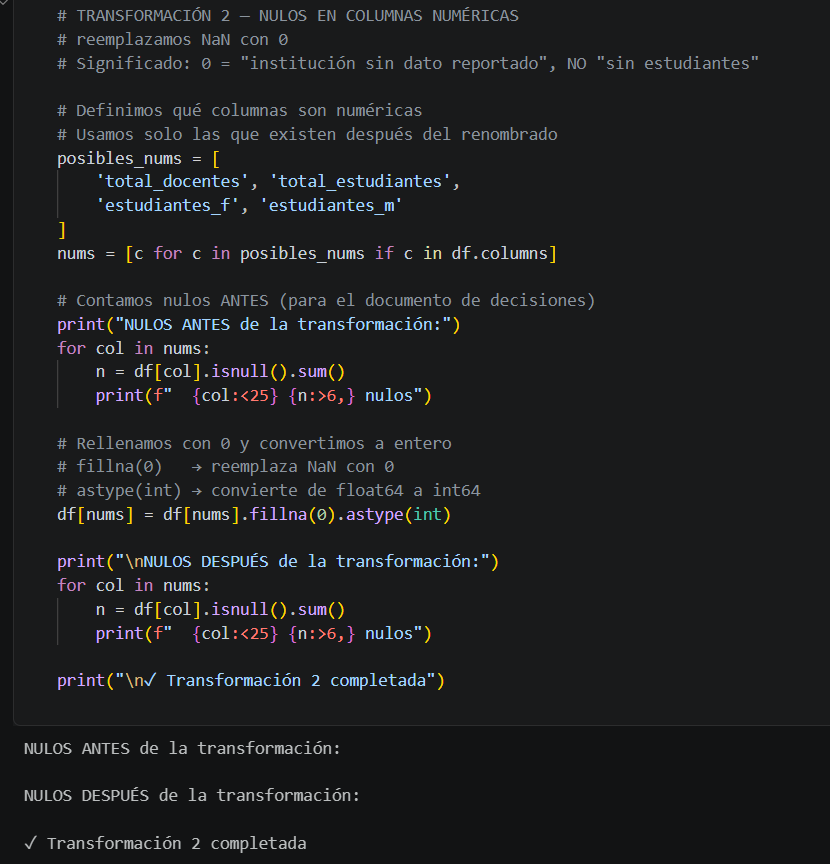 # TRANSFORMACIÓN 2 — NULOS EN COLUMNAS NUMÉRICAS
# reemplazamos NaN con 0
# Significado: 0 = "institución sin dato reportado", NO "sin estudiantes"

# Definimos qué columnas son numéricas
# Usamos solo las que existen después del renombrado
posibles_nums = [
    'total_docentes', 'total_estudiantes',
    'estudiantes_f', 'estudiantes_m'
]
nums = [c for c in posibles_nums if c in df.columns]

# Contamos nulos ANTES (para el documento de decisiones)
print("NULOS ANTES de la transformación:")
for col in nums:
    n = df[col].isnull().sum()
    print(f"  {col:<25} {n:>6,} nulos")

# Rellenamos con 0 y convertimos a entero
# fillna(0)   → reemplaza NaN con 0
# astype(int) → convierte de float64 a int64
df[nums] = df[nums].fillna(0).astype(int)

print("\nNULOS DESPUÉS de la transformación:")
for col in nums:
    n = df[col].isnull().sum()
    print(f"  {col:<25} {n:>6,} nulos")

print("\n✓ Transformación 2 completada")

NULOS ANTES de la transformación:

NULOS DESPUÉS de la transformación:

✓ Transformación 2 completada